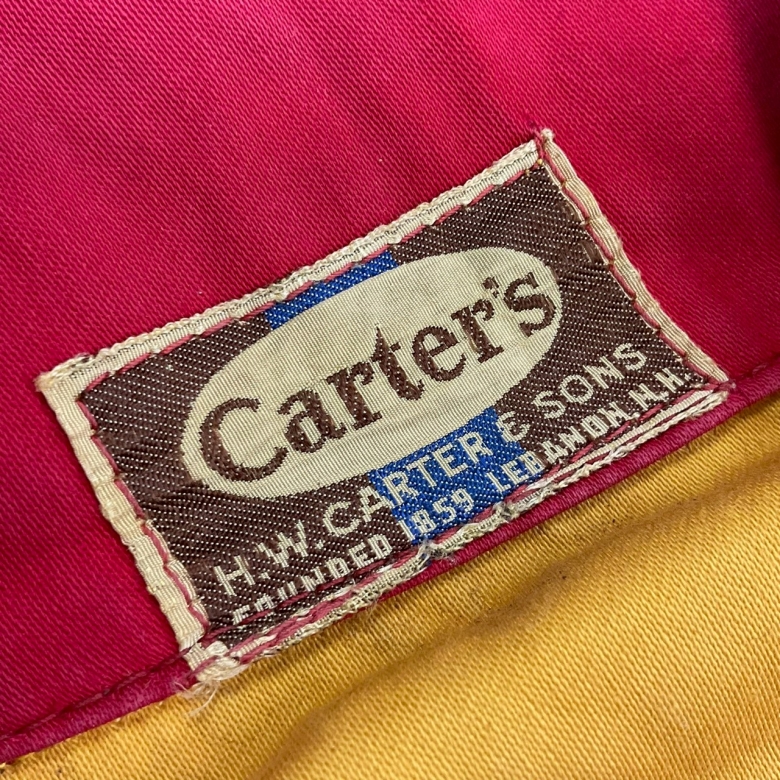 Carter's
H.W. CARTER & SONS
FOUNDED 1859 LEBANON, N.H.